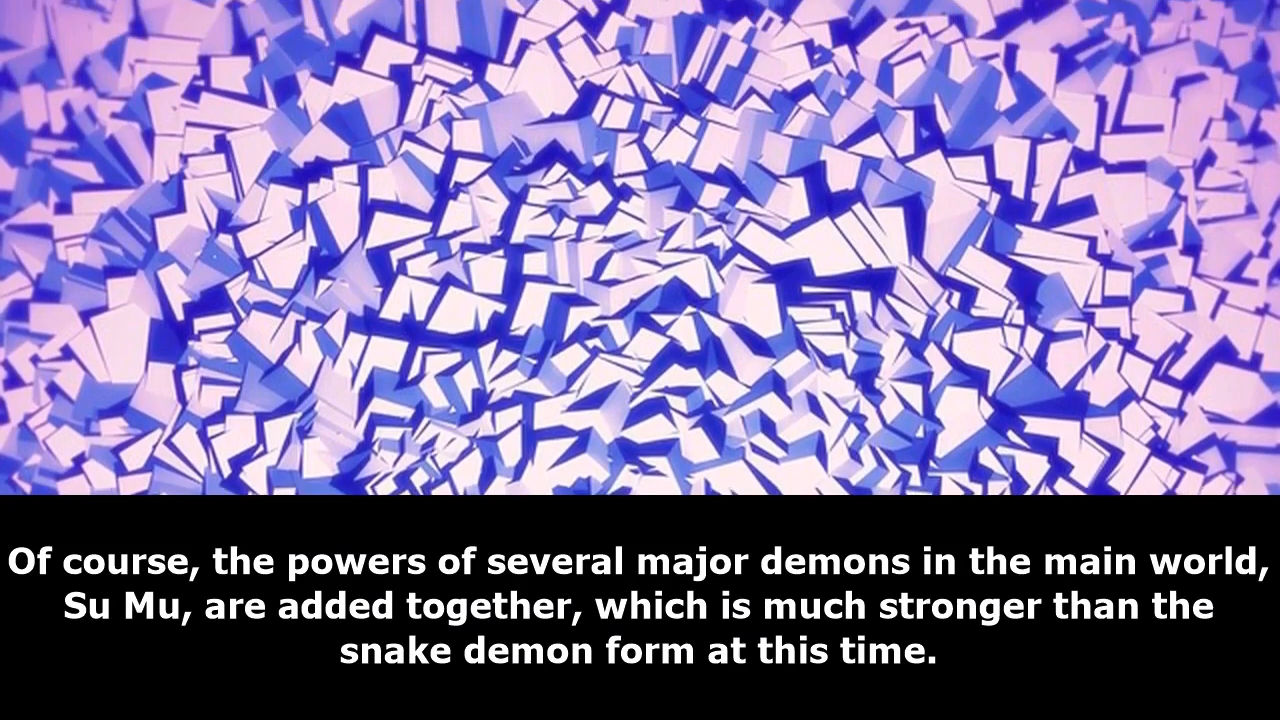 Of course, the powers of several major demons in the main world,
Su Mu, are added together, which is much stronger than the
snake demon form at this time.